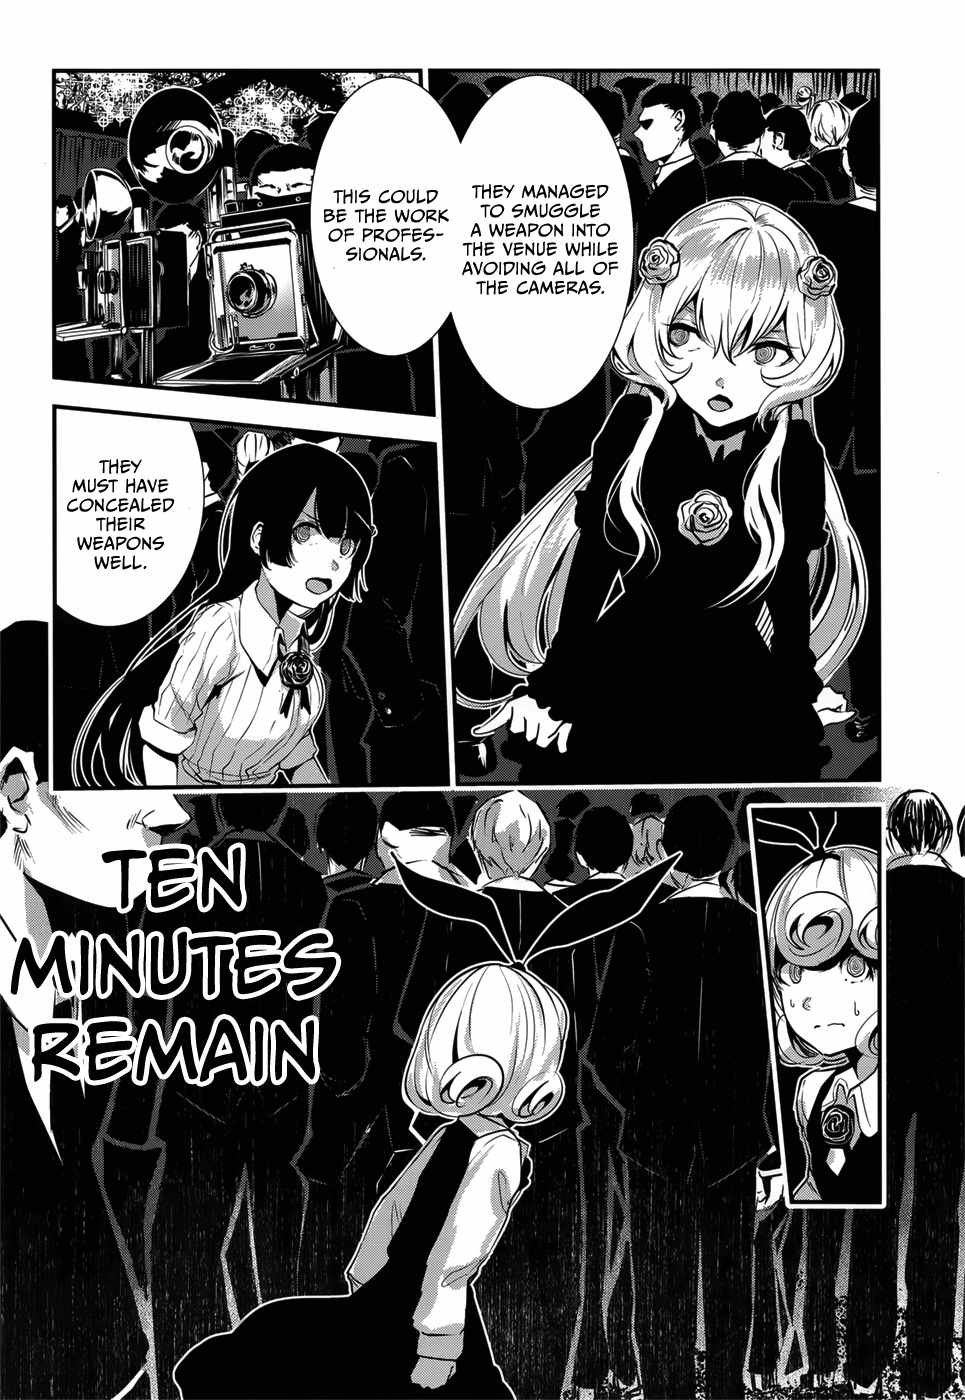 THEY MANAGED
TO SMUGGLE
A WEAPON INTO
THE VENUE WHILE
AVOIDING ALL OF
THE CAMERAS.
THIS COULD
BE THE WORK
OF PROFES-
SIONALS.
THEY
MUST HAVE
CONCEALED
THEIR
WEAPONS
WELL.
TEN
MINUTES
REMAIN